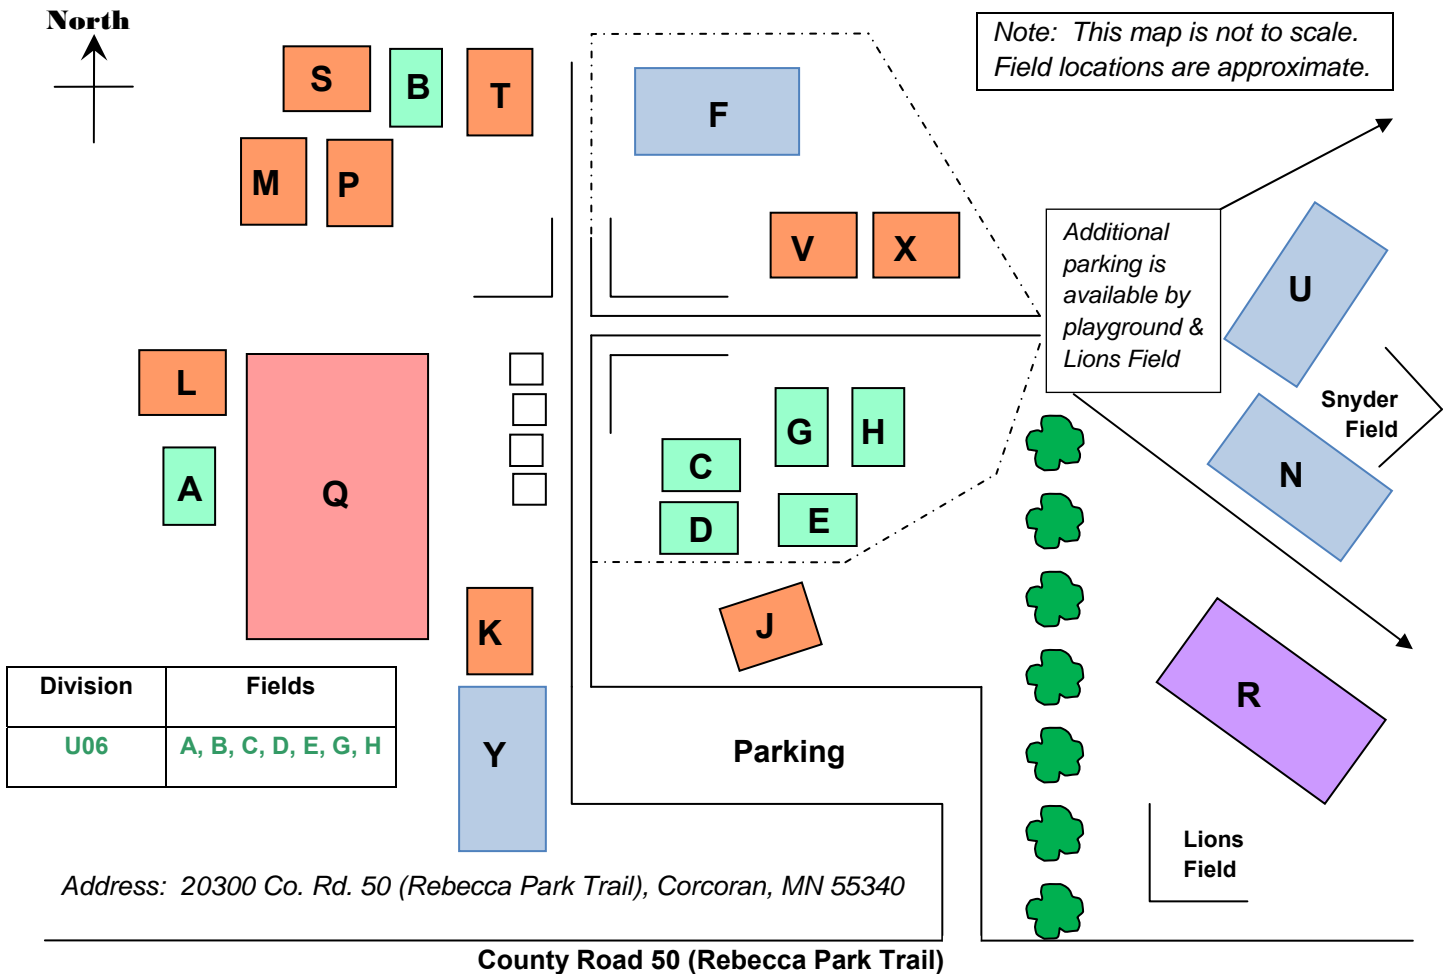 North
Note: This map is not to scale.
Field locations are approximate.
S
B
T
F
M
P
V
X
Additional
parking is
available by
playground &
Lions Field
U
L
Snyder
Field
G
H
C
A
Q
N
D
E
K
J
R
Division Fields
U06 A, B, C, D, E, G, H
Y
Parking
Lions
Field
Address: 20300 Co. Rd. 50 (Rebecca Park Trail), Corcoran, MN 55340
County Road 50 (Rebecca Park Trail)